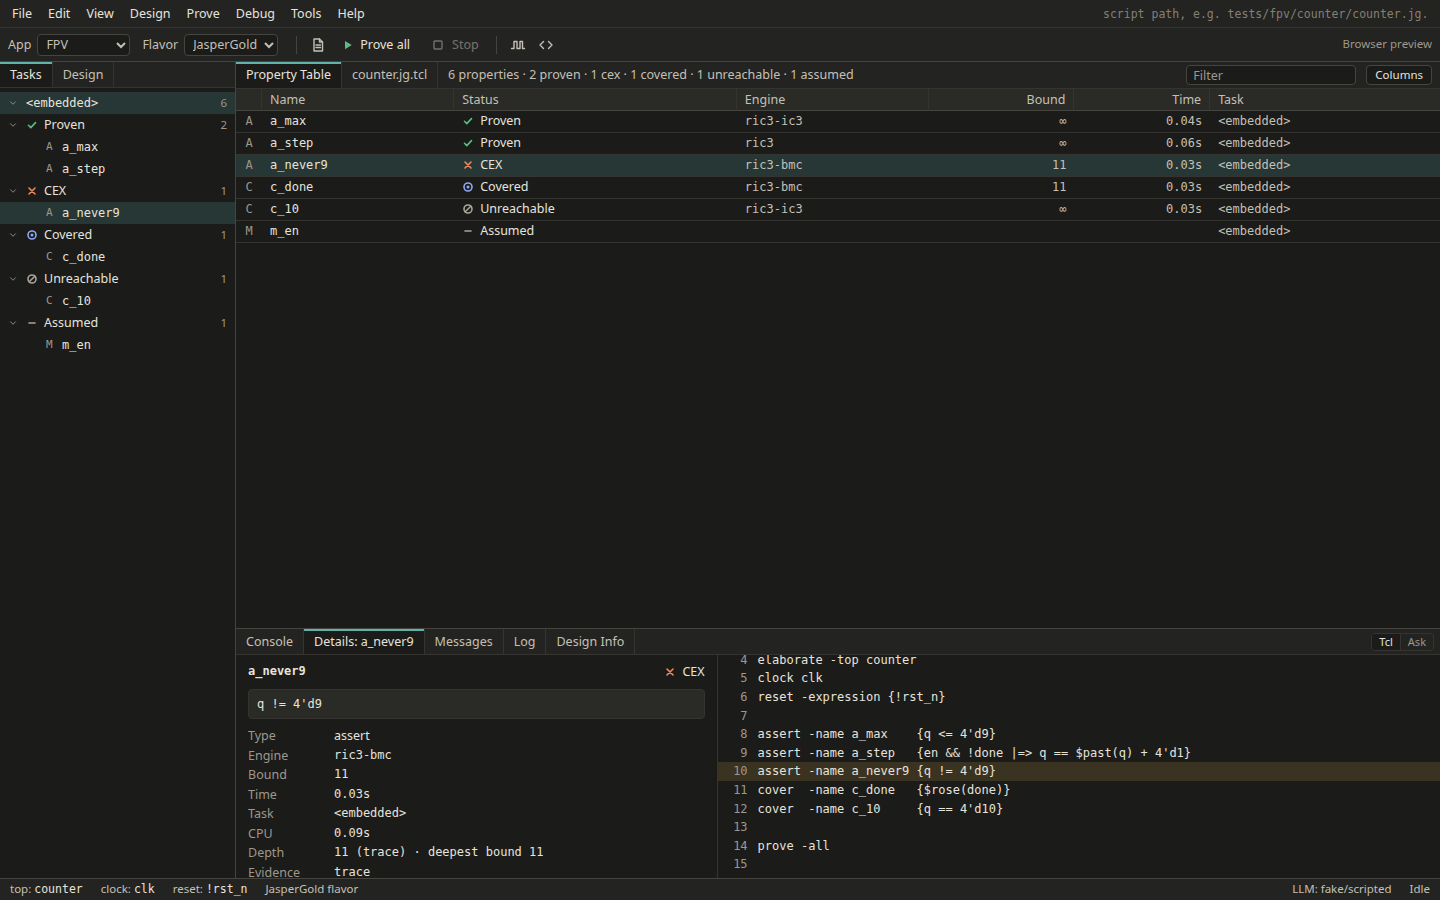 File Edit View Design Prove Debug Tools Help script path, e.g. tests/fpv/counter/counter.jg.
App FPV Flavor JasperGold Prove all Stop Browser preview
Tasks Design
<embedded> 6
Proven 2
A a_max
A a_step
CEX 1
A a_never9
Covered 1
C c_done
Unreachable 1
C c_10
Assumed 1
M m_en
Property Table counter.jg.tcl 6 properties · 2 proven · 1 cex · 1 covered · 1 unreachable · 1 assumed Filter Columns
Name Status Engine Bound Time Task
A a_max Proven ric3-ic3 ∞ 0.04s <embedded>
A a_step Proven ric3 ∞ 0.06s <embedded>
A a_never9 CEX ric3-bmc 11 0.03s <embedded>
C c_done Covered ric3-bmc 11 0.03s <embedded>
C c_10 Unreachable ric3-ic3 ∞ 0.03s <embedded>
M m_en Assumed <embedded>
Console Details: a_never9 Messages Log Design Info Tcl Ask
a_never9 CEX
q != 4'd9
Type assert
Engine ric3-bmc
Bound 11
Time 0.03s
Task <embedded>
CPU 0.09s
Depth 11 (trace) · deepest bound 11
Evidence trace
4 elaborate -top counter
5 clock clk
6 reset -expression {!rst_n}
7
8 assert -name a_max    {q <= 4'd9}
9 assert -name a_step   {en && !done |=> q == $past(q) + 4'd1}
10 assert -name a_never9 {q != 4'd9}
11 cover  -name c_done   {$rose(done)}
12 cover  -name c_10     {q == 4'd10}
13
14 prove -all
15
top: counter clock: clk reset: !rst_n JasperGold flavor LLM: fake/scripted Idle